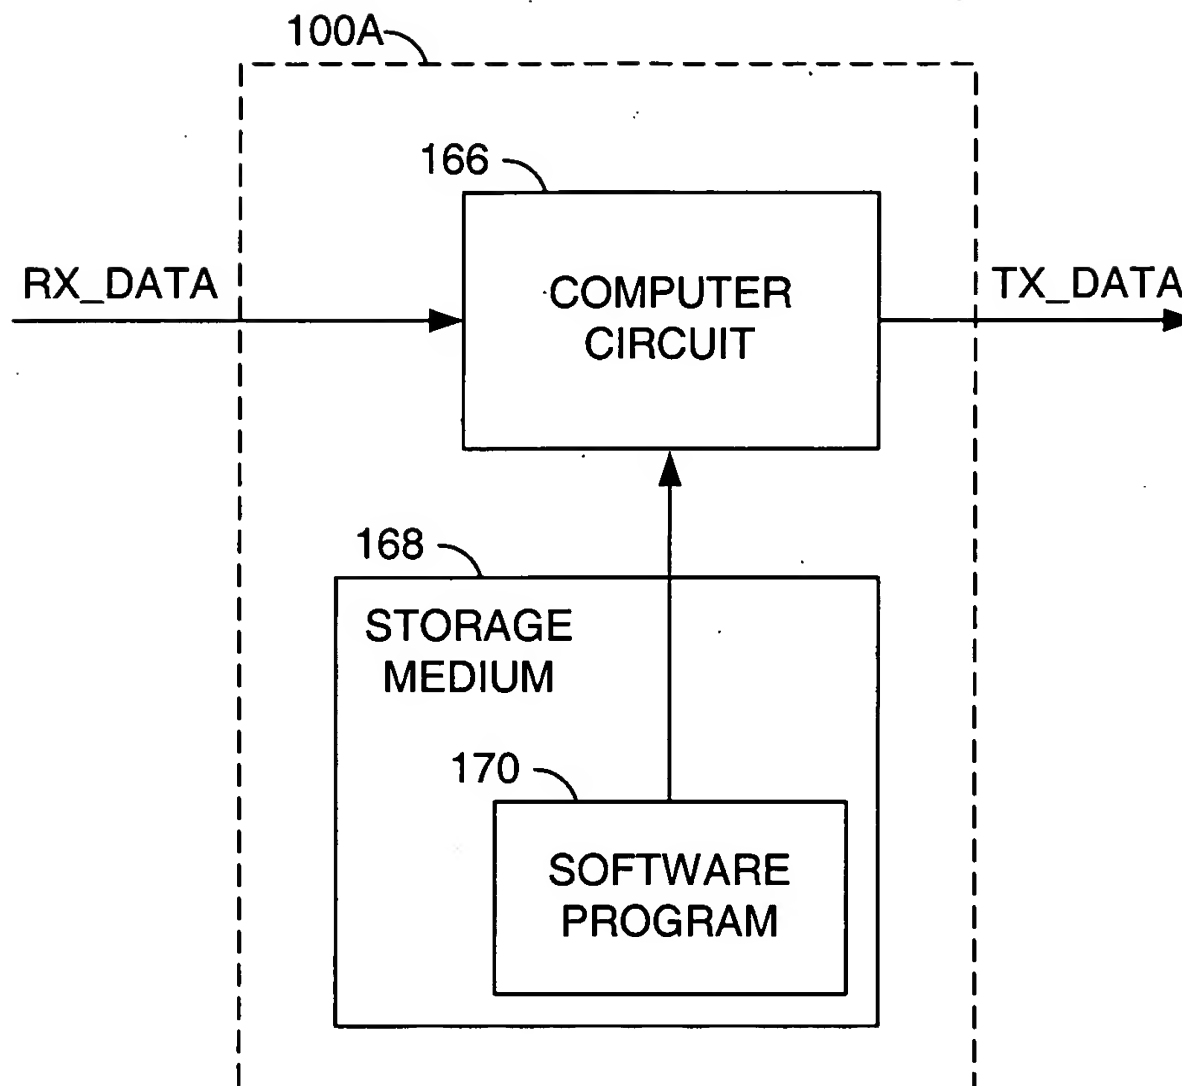 100A
166
RX_DATA
COMPUTER
CIRCUIT
TX_DATA
168
STORAGE
MEDIUM
170
SOFTWARE
PROGRAM